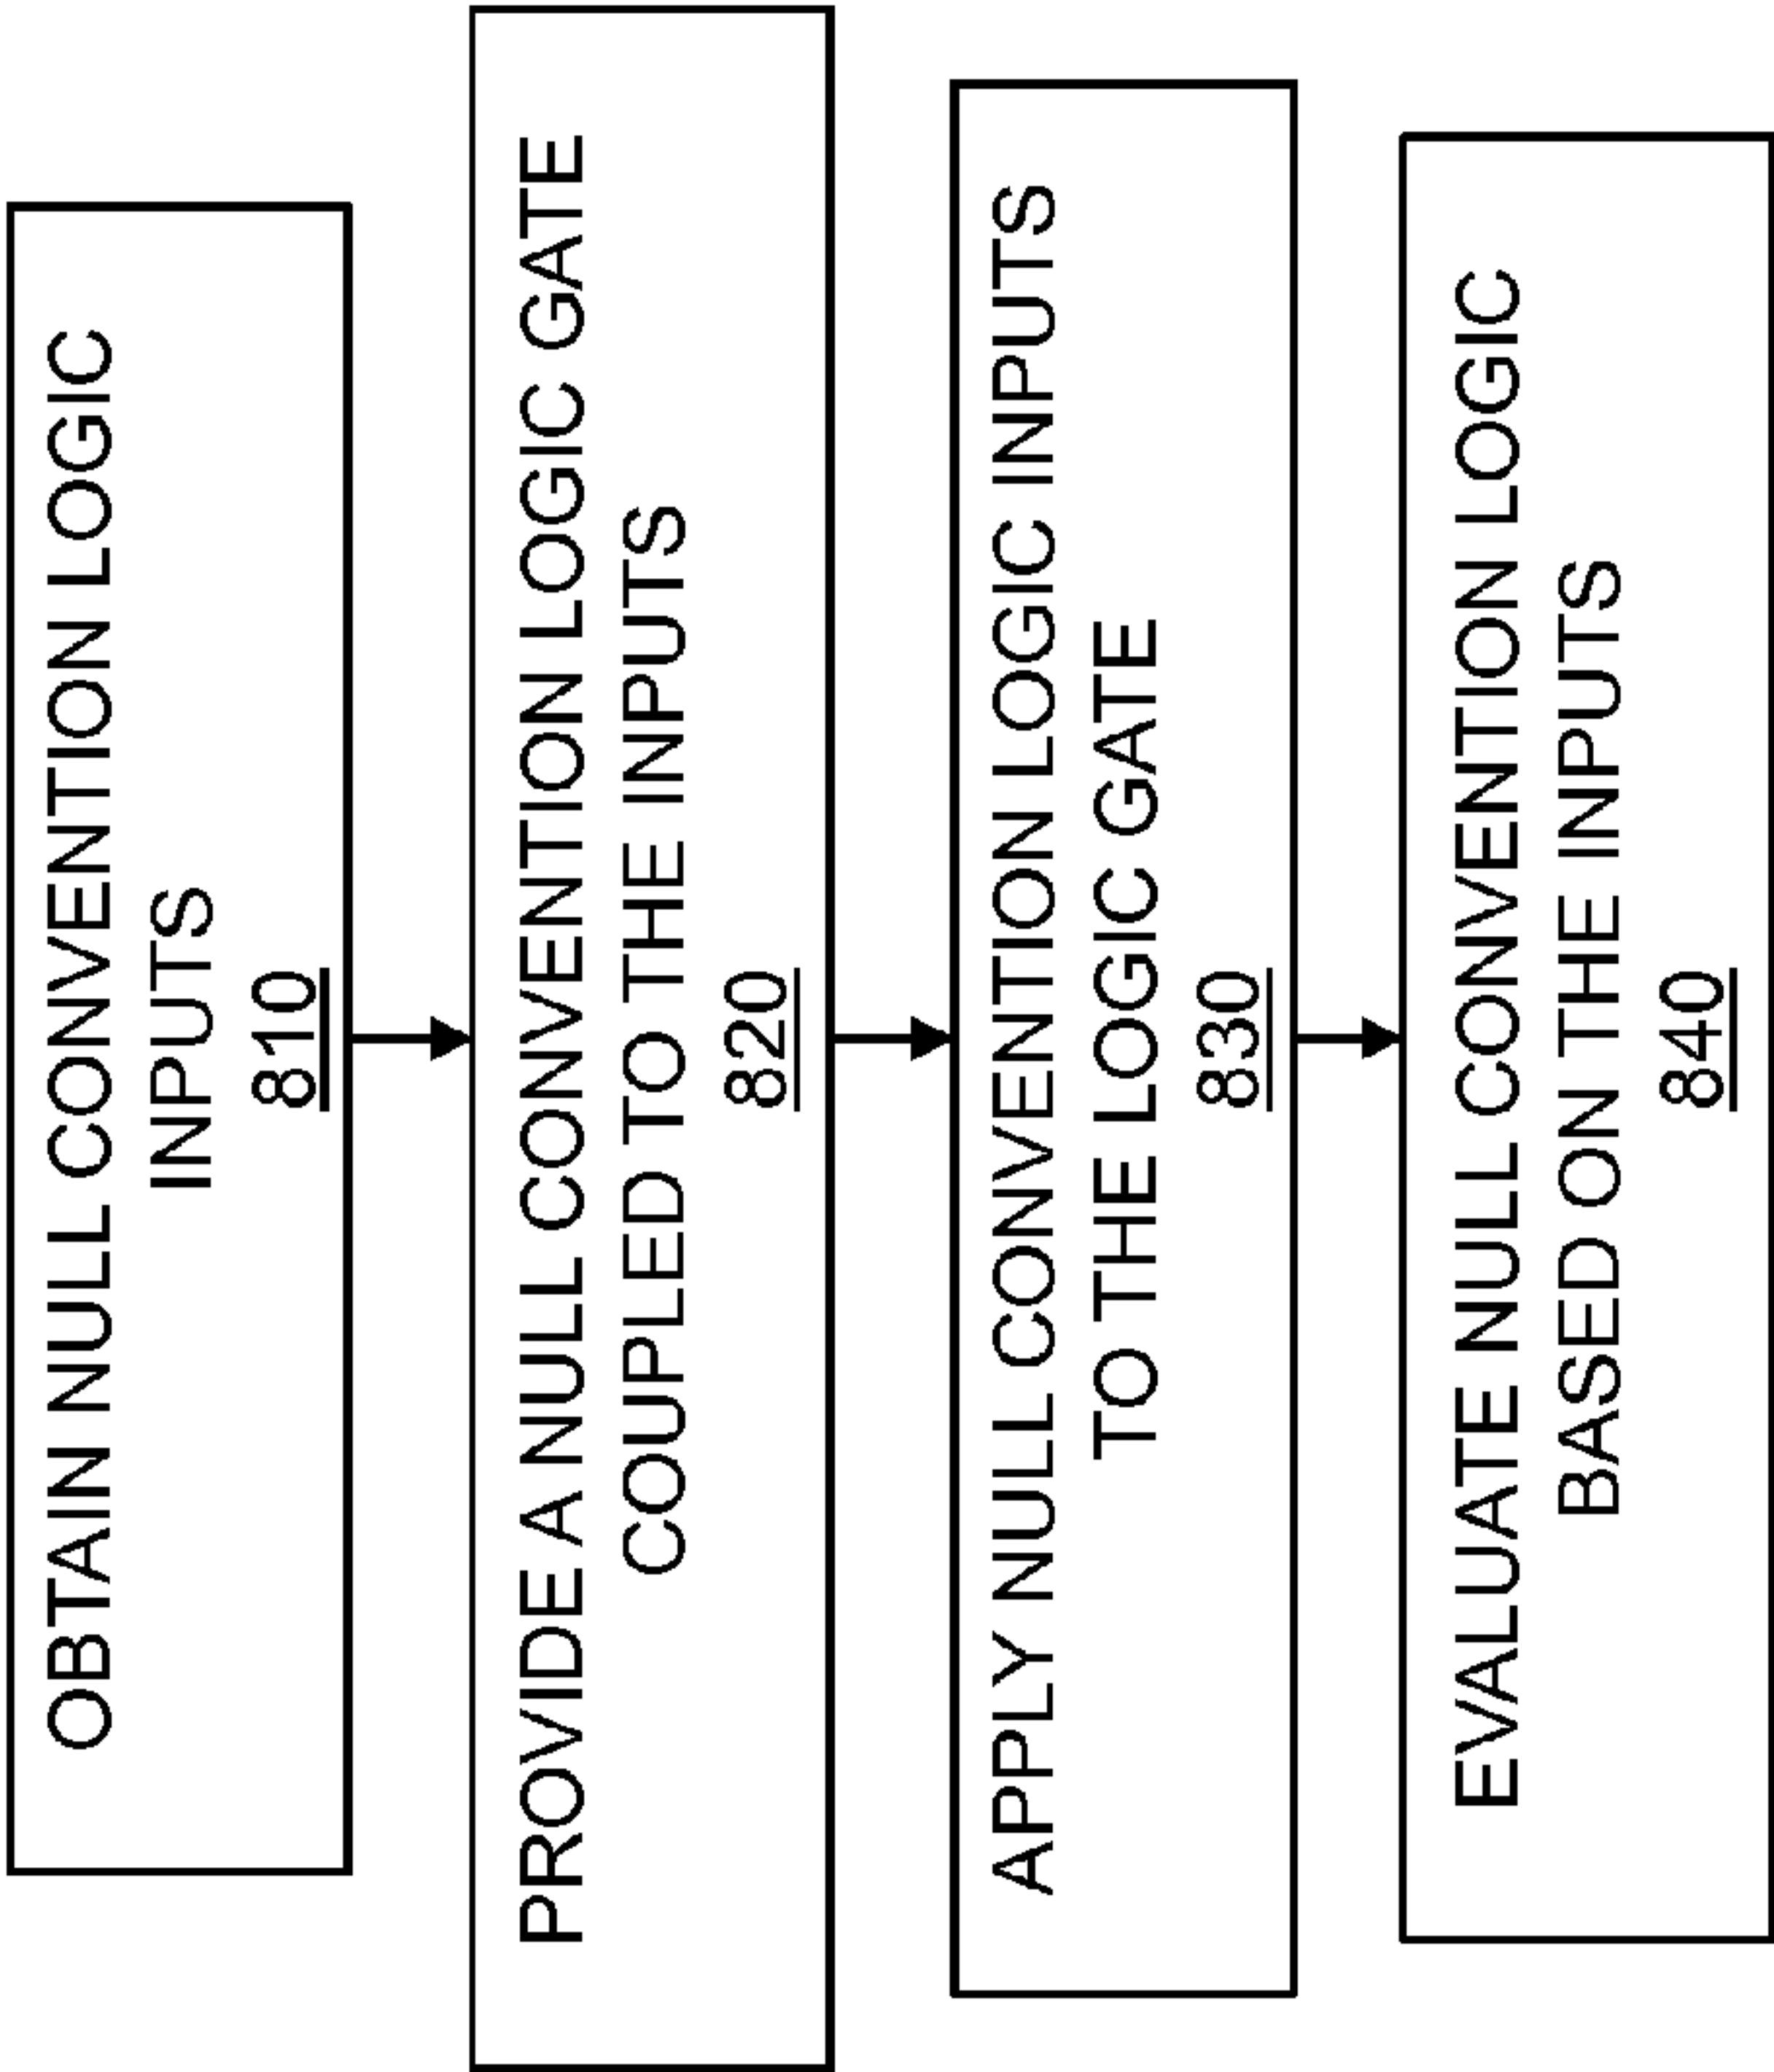 OBTAIN NULL CONVENTION LOGIC
INPUTS
810
PROVIDE A NULL CONVENTION LOGIC GATE
COUPLED TO THE INPUTS
820
APPLY NULL CONVENTION LOGIC INPUTS
TO THE LOGIC GATE
830
EVALUATE NULL CONVENTION LOGIC
BASED ON THE INPUTS
840